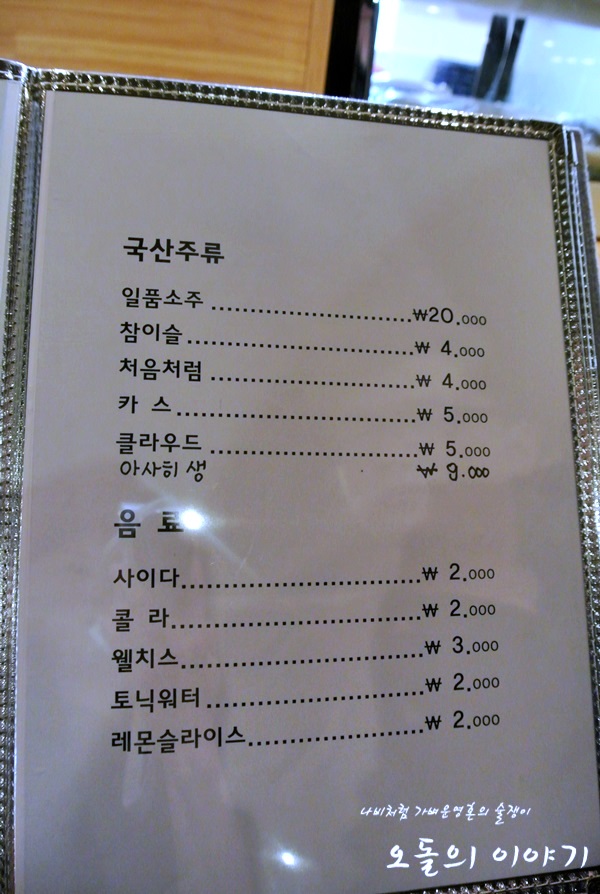 국산주류
일품소주 ........................ ₩20.000
참이슬 ........................... ₩ 4.000
처음처럼 ........................ ₩ 4.000
카 스 ............................ ₩ 5.000
클라우드 ........................ ₩ 5.000
아사히 생 ₩ 9.000
음 료
사이다 ........................... ₩ 2.000
콜 라 ............................ ₩ 2.000
웰치스 ........................... ₩ 3.000
토닉워터 ........................ ₩ 2.000
레몬슬라이스 .................. ₩ 2.000
나비처럼 가벼운영혼의 술쟁이
오돌의 이야기